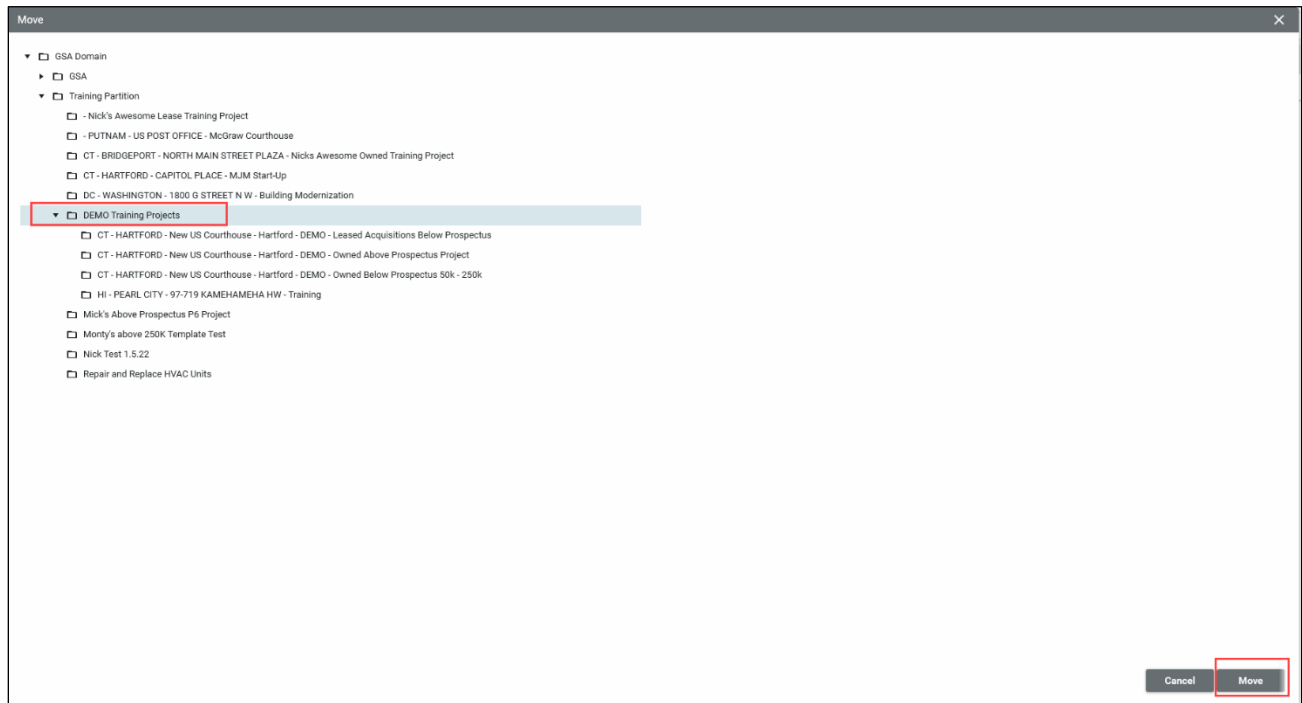 Move
GSA Domain
GSA
Training Partition
- Nick's Awesome Lease Training Project
- PUTNAM - US POST OFFICE - McGraw Courthouse
CT - BRIDGEPORT - NORTH MAIN STREET PLAZA - Nicks Awesome Owned Training Project
CT - HARTFORD - CAPITOL PLACE - MJM Start-Up
DC - WASHINGTON - 1800 G STREET N W - Building Modernization
DEMO Training Projects
CT - HARTFORD - New US Courthouse - Hartford - DEMO - Leased Acquisitions Below Prospectus
CT - HARTFORD - New US Courthouse - Hartford - DEMO - Owned Above Prospectus Project
CT - HARTFORD - New US Courthouse - Hartford - DEMO - Owned Below Prospectus 50k - 250k
HI - PEARL CITY - 97-719 KAMEHAMEHA HW - Training
Mick's Above Prospectus P6 Project
Monty's above 250K Template Test
Nick Test 1.5.22
Repair and Replace HVAC Units
Cancel Move